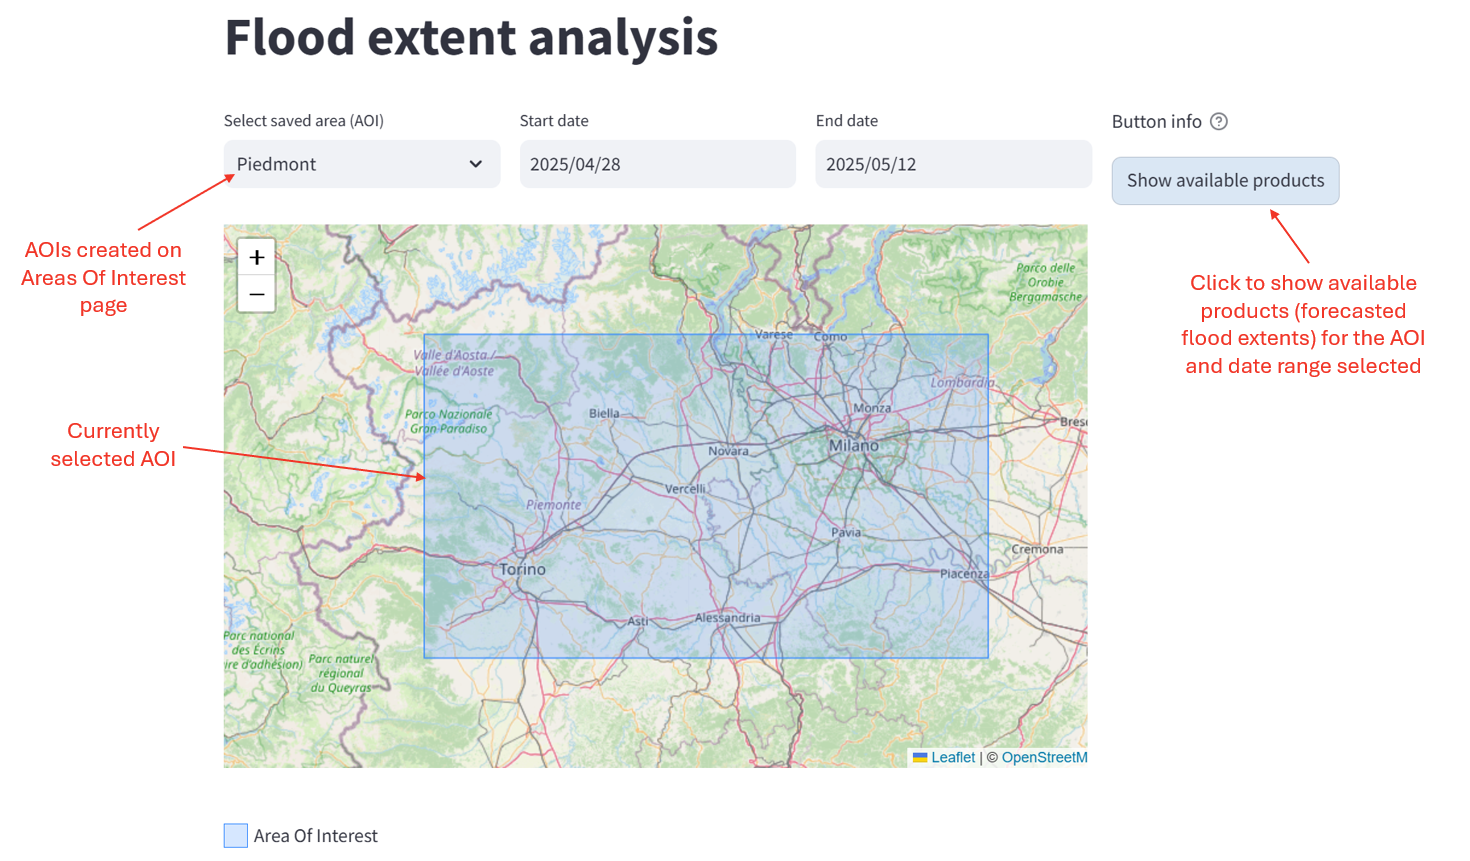 Flood extent analysis
Select saved area (AOI)
Start date
End date
Button info ?
Piedmont
2025/04/28
2025/05/12
Show available products
AOIs created on
Areas Of Interest
page
Click to show available
products (forecasted
flood extents) for the AOI
and date range selected
Currently
selected AOI
+
−
Parco delle
Orobie
Bergamasche
Varese
Como
Valle d'Aosta /
Vallée d'Aoste
Lombardia
Parco Nazionale
Gran Paradiso
Biella
Monza
Bresc
Milano
Novara
Vercelli
Piemonte
Pavia
Cremona
Torino
Piacenza
Asti
Alessandria
Parc national
des Écrins
ire d'adhésion)
Parc naturel
régional
du Queyras
Leaflet | © OpenStreetM
Area Of Interest